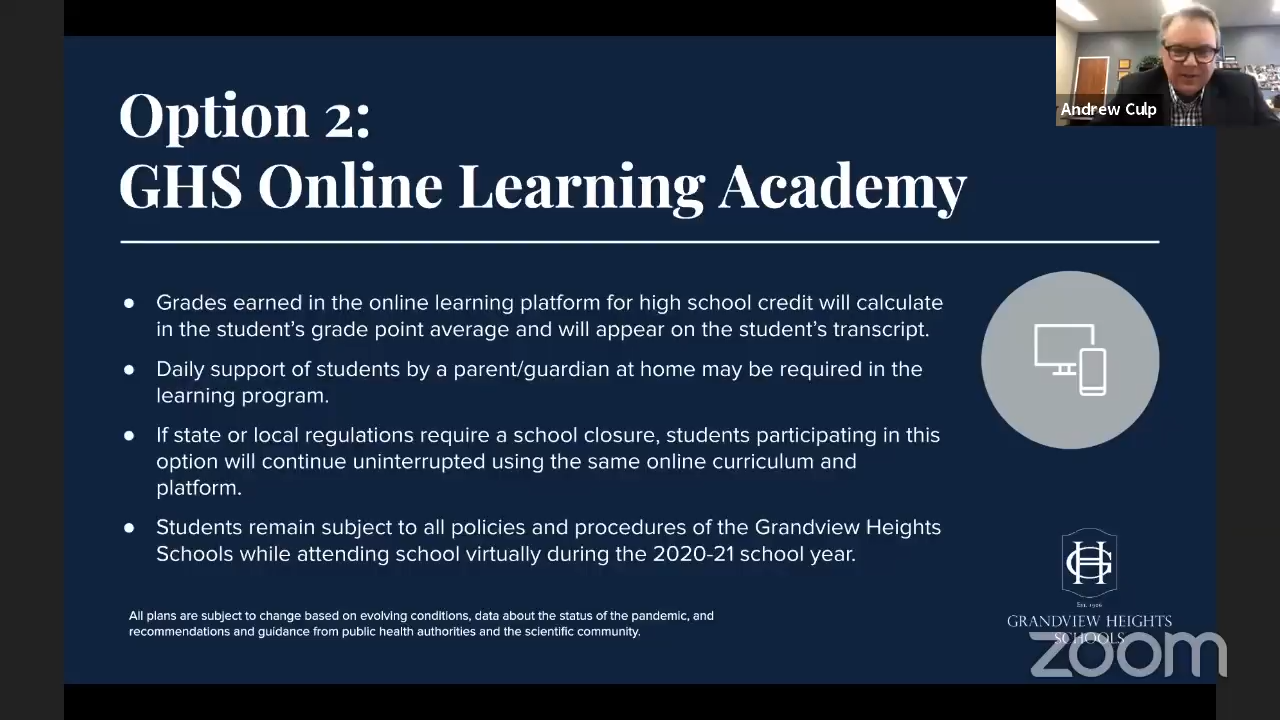 Andrew Culp
Option 2:
GHS Online Learning Academy
● Grades earned in the online learning platform for high school credit will calculate
in the student’s grade point average and will appear on the student’s transcript.
● Daily support of students by a parent/guardian at home may be required in the
learning program.
● If state or local regulations require a school closure, students participating in this
option will continue uninterrupted using the same online curriculum and
platform.
● Students remain subject to all policies and procedures of the Grandview Heights
Schools while attending school virtually during the 2020-21 school year.
All plans are subject to change based on evolving conditions, data about the status of the pandemic, and
recommendations and guidance from public health authorities and the scientific community.
GH
Est. 1906
GRANDVIEW HEIGHTS
SCHOOLS
zoom